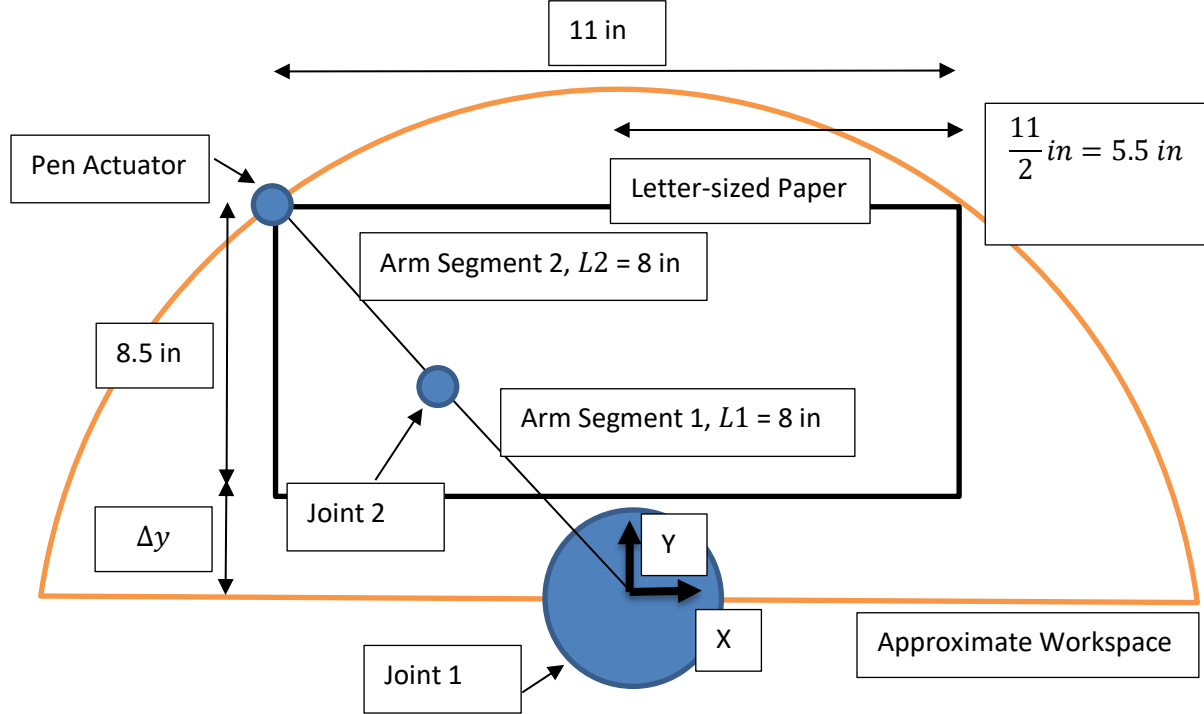 11 in
Pen Actuator
Letter-sized Paper
11/2 in = 5.5 in
Arm Segment 2, L2 = 8 in
8.5 in
Arm Segment 1, L1 = 8 in
Joint 2
Δy
Y
X
Approximate Workspace
Joint 1